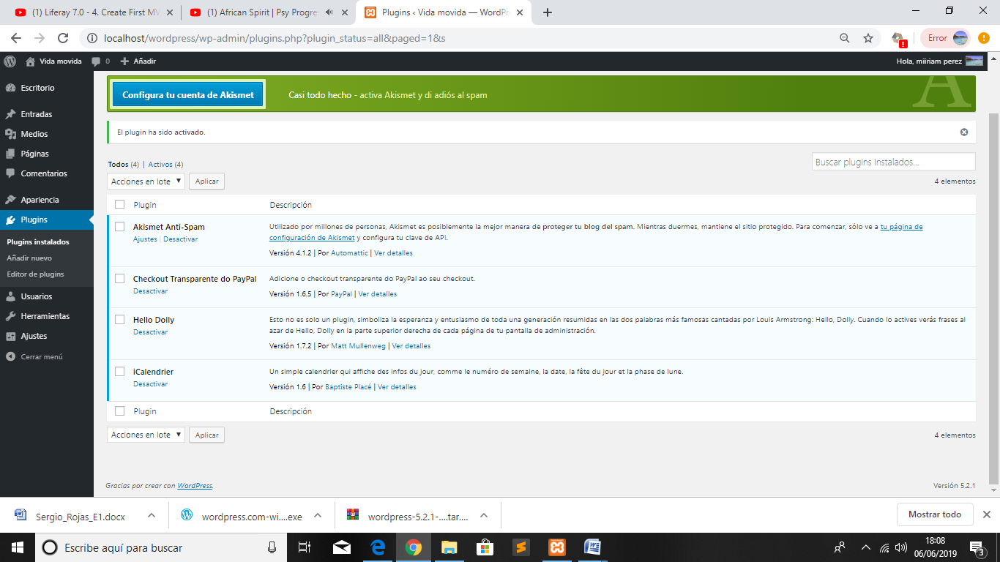 (1) Liferay 7.0 - 4. Create First MV
(1) African Spirit | Psy Progre
Plugins ‹ Vida movida — WordPr
localhost/wordpress/wp-admin/plugins.php?plugin_status=all&paged=1&s
Error
Vida movida
0
Añadir
Hola, miiriam perez
Escritorio
Entradas
Medios
Páginas
Comentarios
Apariencia
Plugins
Plugins instalados
Añadir nuevo
Editor de plugins
Usuarios
Herramientas
Ajustes
Cerrar menú
A
Configura tu cuenta de Akismet
Casi todo hecho - activa Akismet y di adiós al spam
El plugin ha sido activado.
Todos (4) | Activos (4)
Buscar plugins instalados...
Acciones en lote
Aplicar
4 elementos
Plugin
Descripción
Akismet Anti-Spam
Ajustes | Desactivar
Utilizado por millones de personas, Akismet es posiblemente la mejor manera de proteger tu blog del spam. Mientras duermes, mantiene el sitio protegido. Para comenzar, sólo ve a tu página de
configuración de Akismet y configura tu clave de API.
Versión 4.1.2 | Por Automattic | Ver detalles
Checkout Transparente do PayPal
Desactivar
Adicione o checkout transparente do PayPal ao seu checkout.
Versión 1.6.5 | Por PayPal | Ver detalles
Hello Dolly
Desactivar
Esto no es solo un plugin, simboliza la esperanza y entusiasmo de toda una generación resumidas en las dos palabras más famosas cantadas por Louis Armstrong: Hello, Dolly. Cuando lo actives verás frases al
azar de Hello, Dolly en la parte superior derecha de cada página de tu pantalla de administración.
Versión 1.7.2 | Por Matt Mullenweg | Ver detalles
iCalendrier
Desactivar
Un simple calendrier qui affiche des infos du jour, comme le numéro de semaine, la date, la fête du jour et la phase de lune.
Versión 1.6 | Por Baptiste Placé | Ver detalles
Plugin
Descripción
Acciones en lote
Aplicar
4 elementos
Gracias por crear con WordPress.
Versión 5.2.1
Sergio_Rojas_E1.docx
wordpress.com-wi....exe
wordpress-5.2.1-....tar....
Mostrar todo
Escribe aquí para buscar
18:08
06/06/2019
3